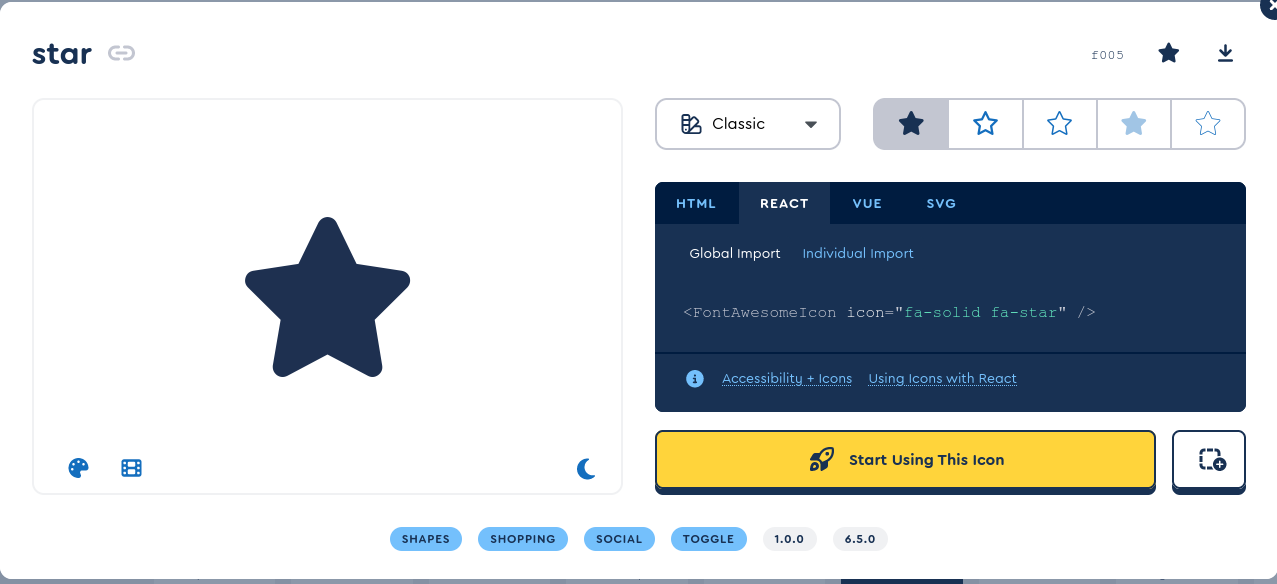 star
f005
Classic
HTML REACT VUE SVG
Global Import Individual Import
<FontAwesomeIcon icon="fa-solid fa-star" />
Accessibility + Icons Using Icons with React
Start Using This Icon
SHAPES SHOPPING SOCIAL TOGGLE 1.0.0 6.5.0